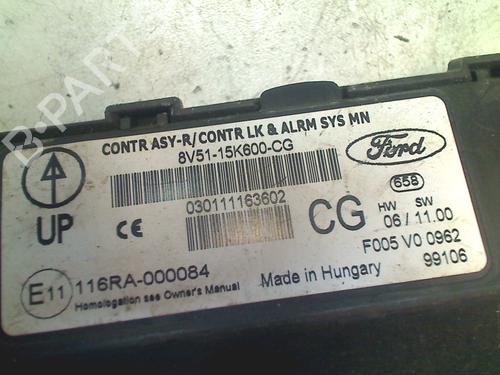 CONTR ASY-R/CONTR LK & ALRM SYS MN
8V51-15K600-CG
Ford
UP
CE
030111163602
658
CG
HW SW
06 / 11.00
F005 V0 0962
99106
E11
116RA-000084
Homologation see Owner's Manual
Made in Hungary
B-PARTS